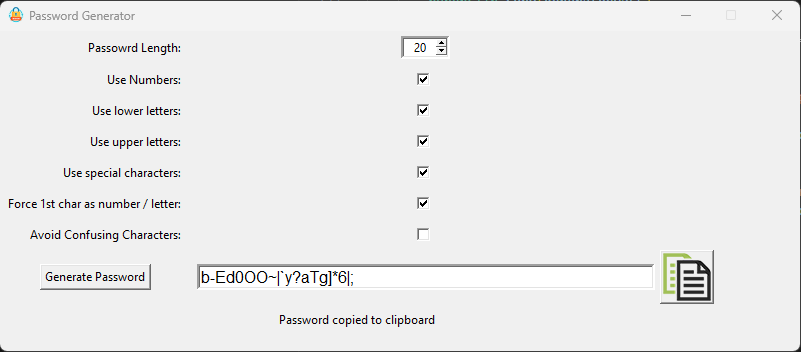 Password Generator
Passowrd Length: 20
Use Numbers:
Use lower letters:
Use upper letters:
Use special characters:
Force 1st char as number / letter:
Avoid Confusing Characters:
Generate Password b-Ed0OO~|`y?aTg]*6|;
Password copied to clipboard